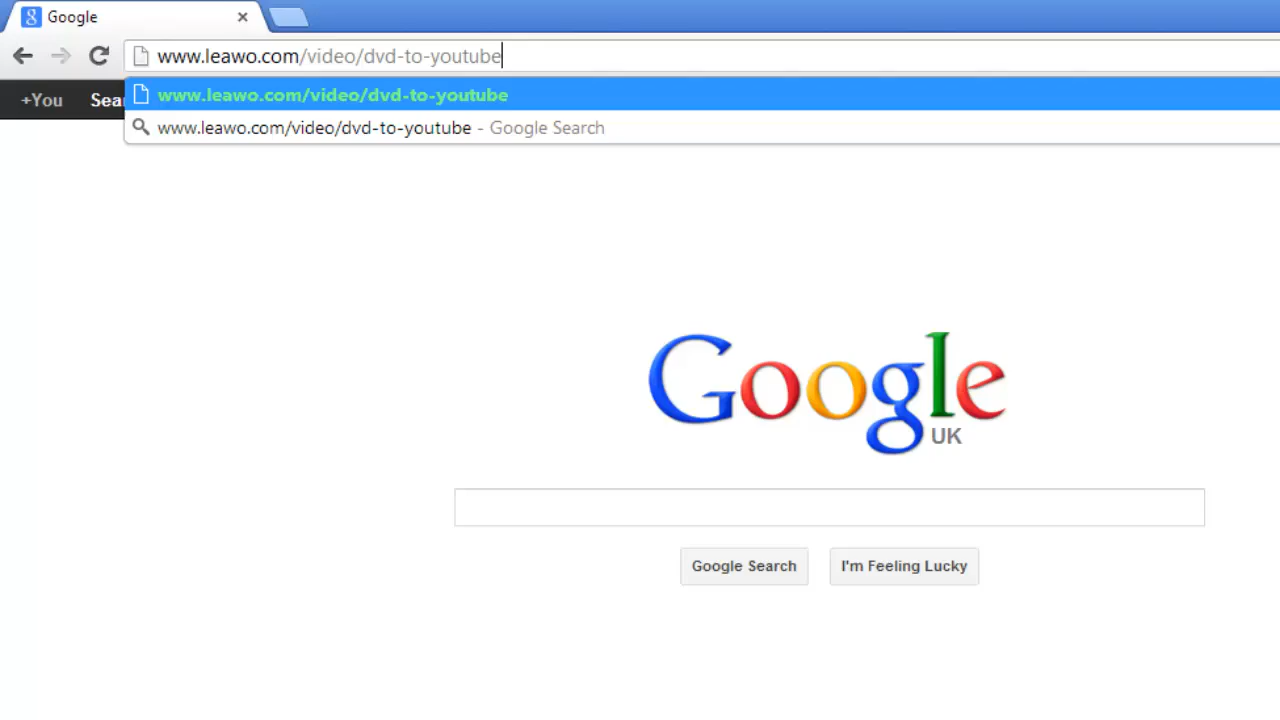 Google
www.leawo.com/video/dvd-to-youtube
www.leawo.com/video/dvd-to-youtube
www.leawo.com/video/dvd-to-youtube - Google Search
+You Sea
Google
UK
Google Search I'm Feeling Lucky